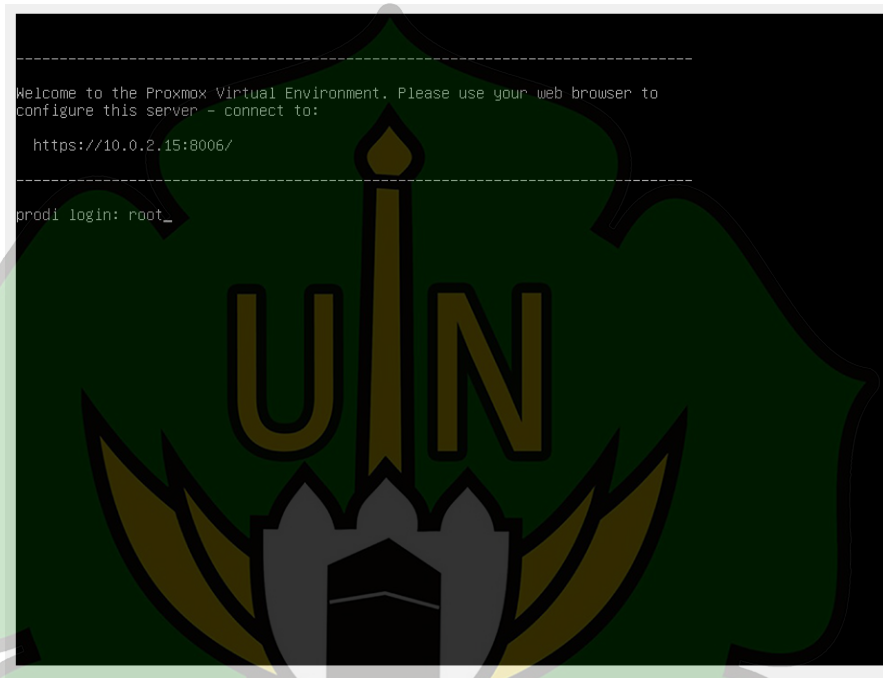 --------------------------------------------------------------------------------
Welcome to the Proxmox Virtual Environment. Please use your web browser to
configure this server - connect to:
https://10.0.2.15:8006/
--------------------------------------------------------------------------------
prodi login: root_
UIN